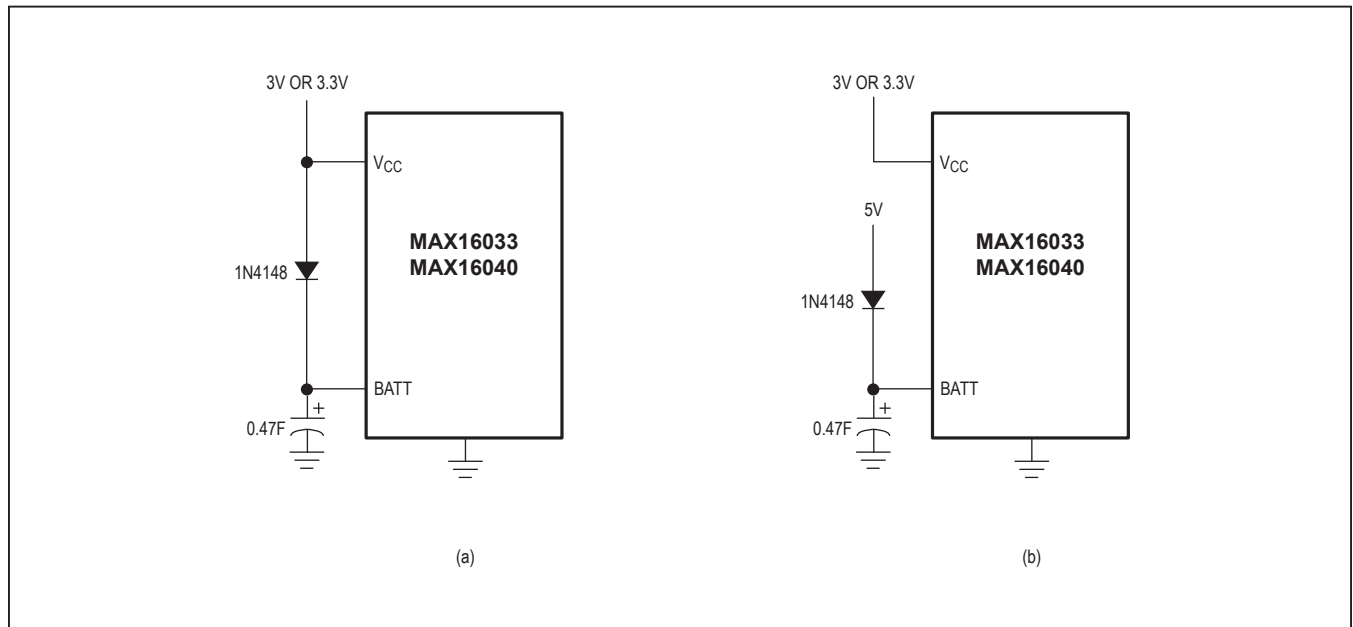 3V OR 3.3V
VCC
MAX16033
MAX16040
1N4148
BATT
+
0.47F
(a)
3V OR 3.3V
VCC
5V
MAX16033
MAX16040
1N4148
BATT
+
0.47F
(b)